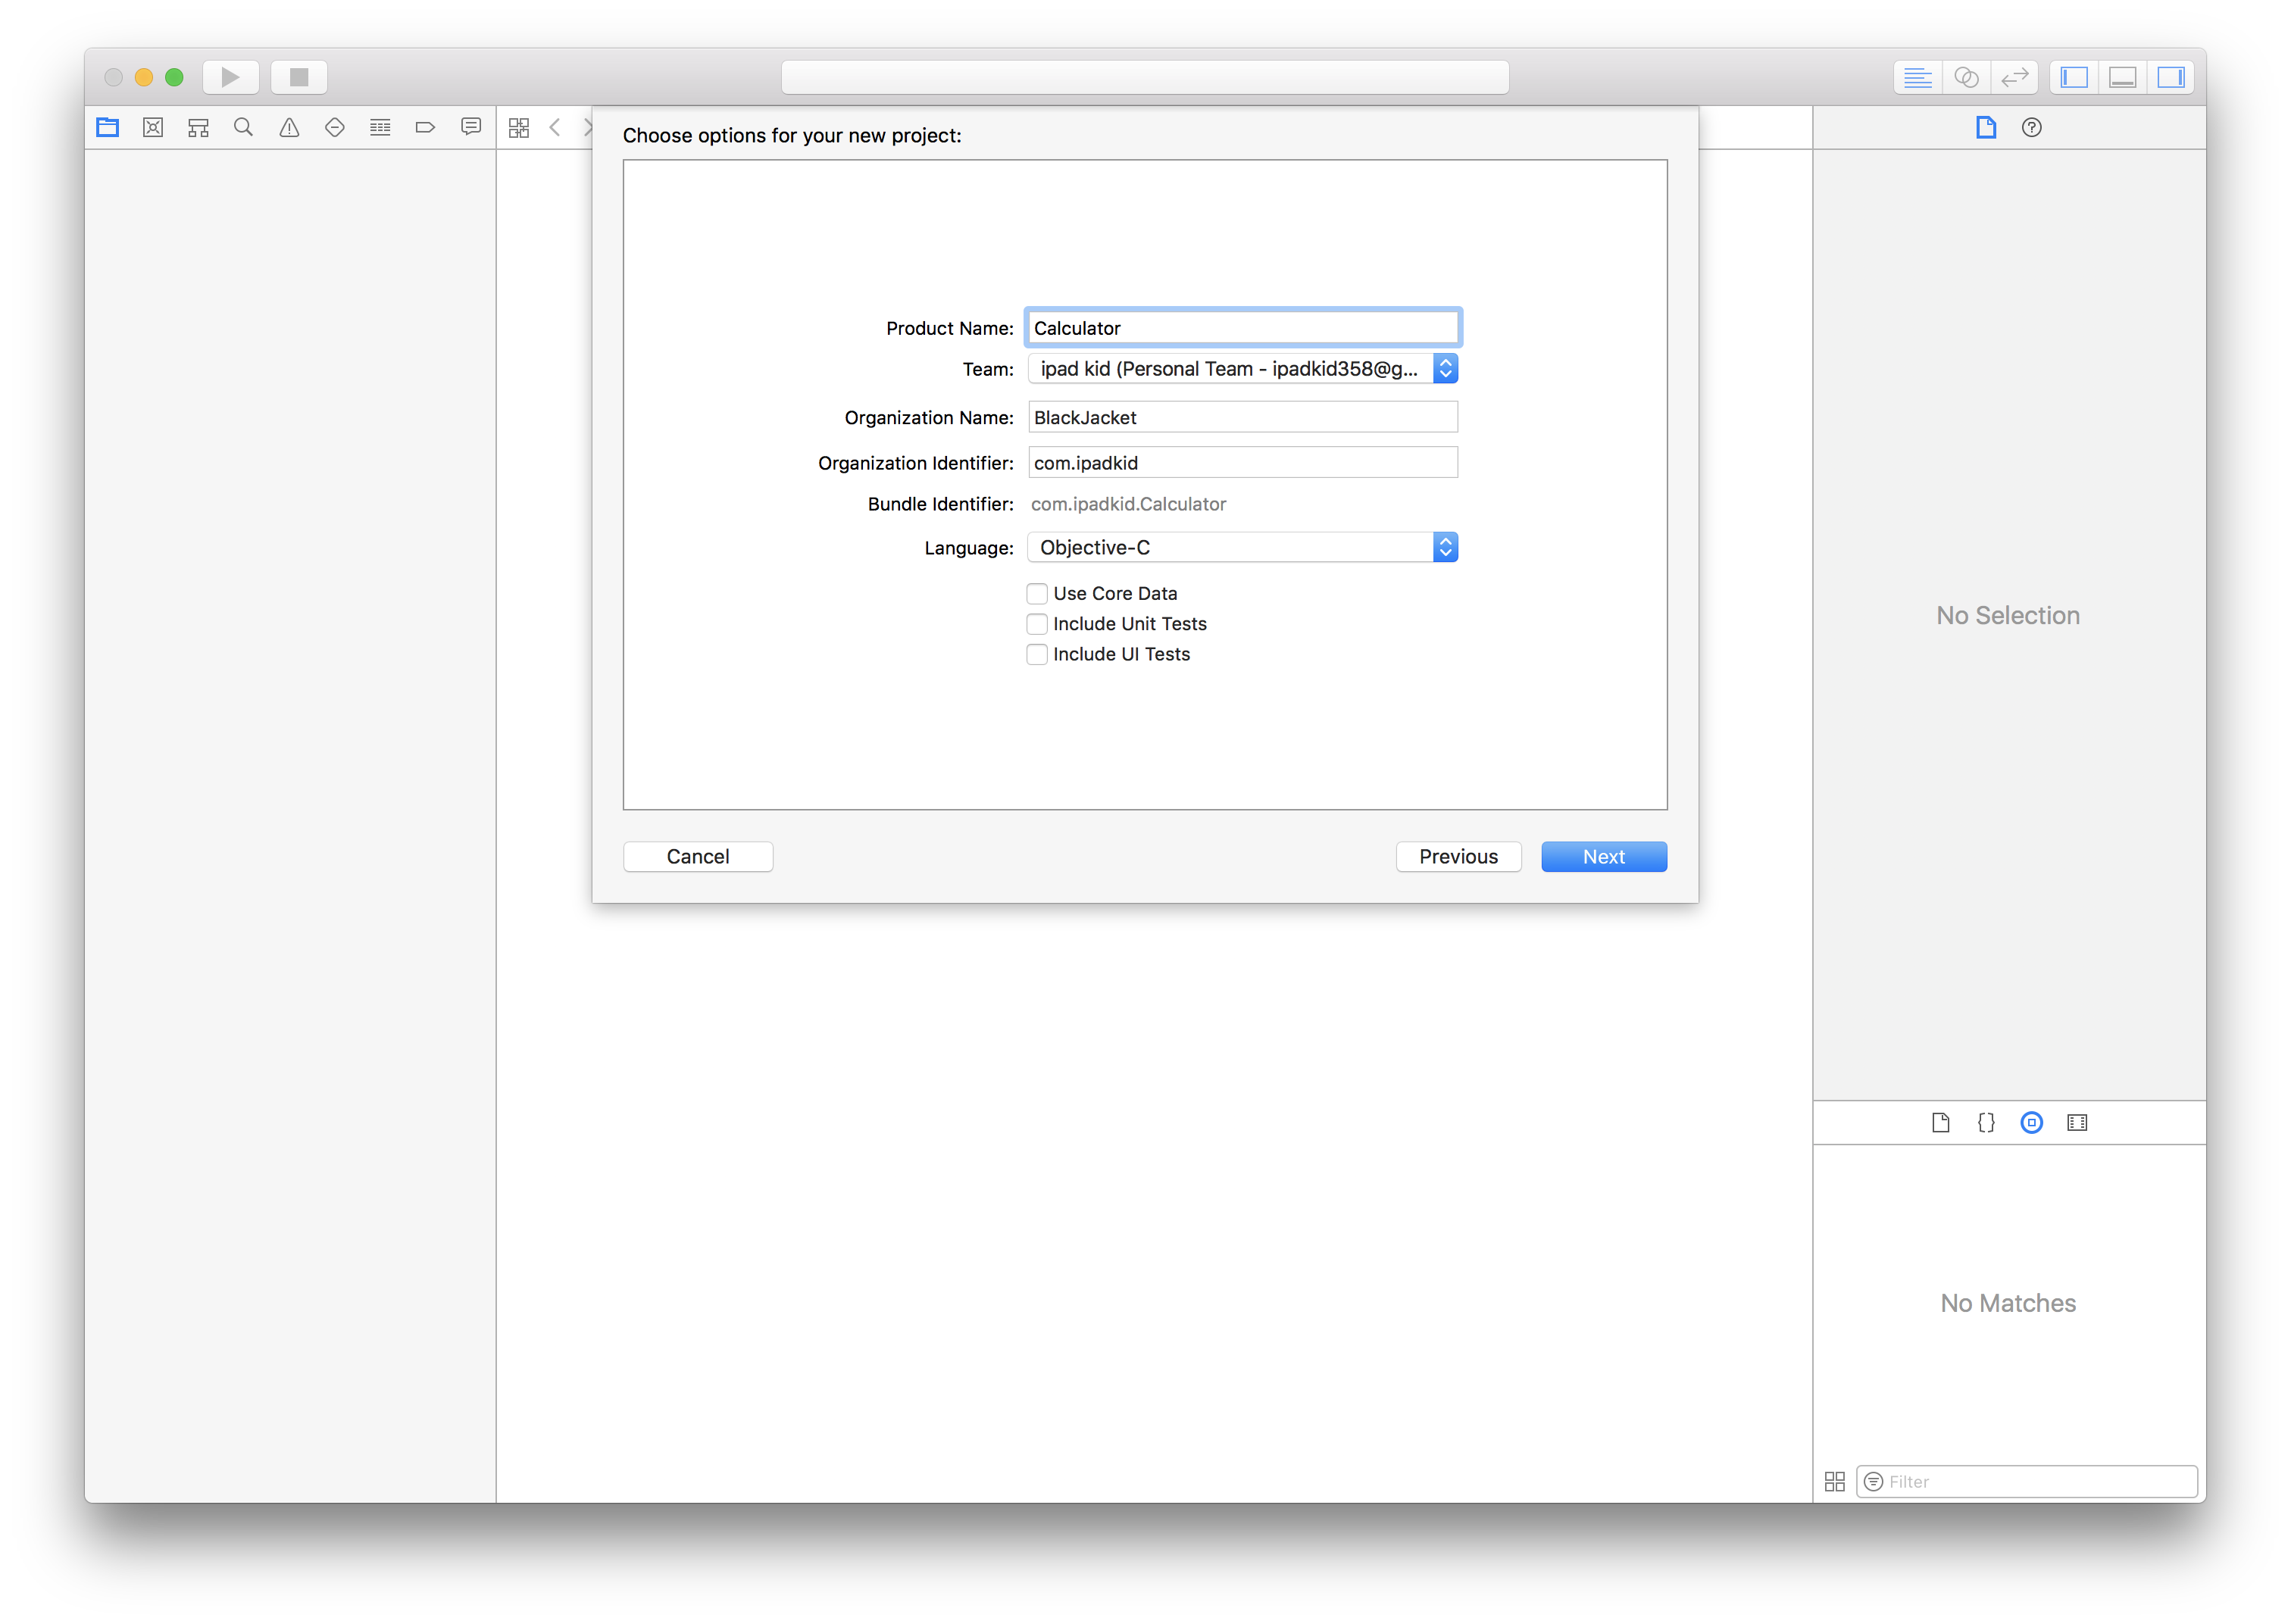 Choose options for your new project:
Product Name: Calculator
Team: ipad kid (Personal Team - ipadkid358@g...
Organization Name: BlackJacket
Organization Identifier: com.ipadkid
Bundle Identifier: com.ipadkid.Calculator
Language: Objective-C
Use Core Data
Include Unit Tests
Include UI Tests
Cancel Previous Next
No Selection
No Matches
Filter